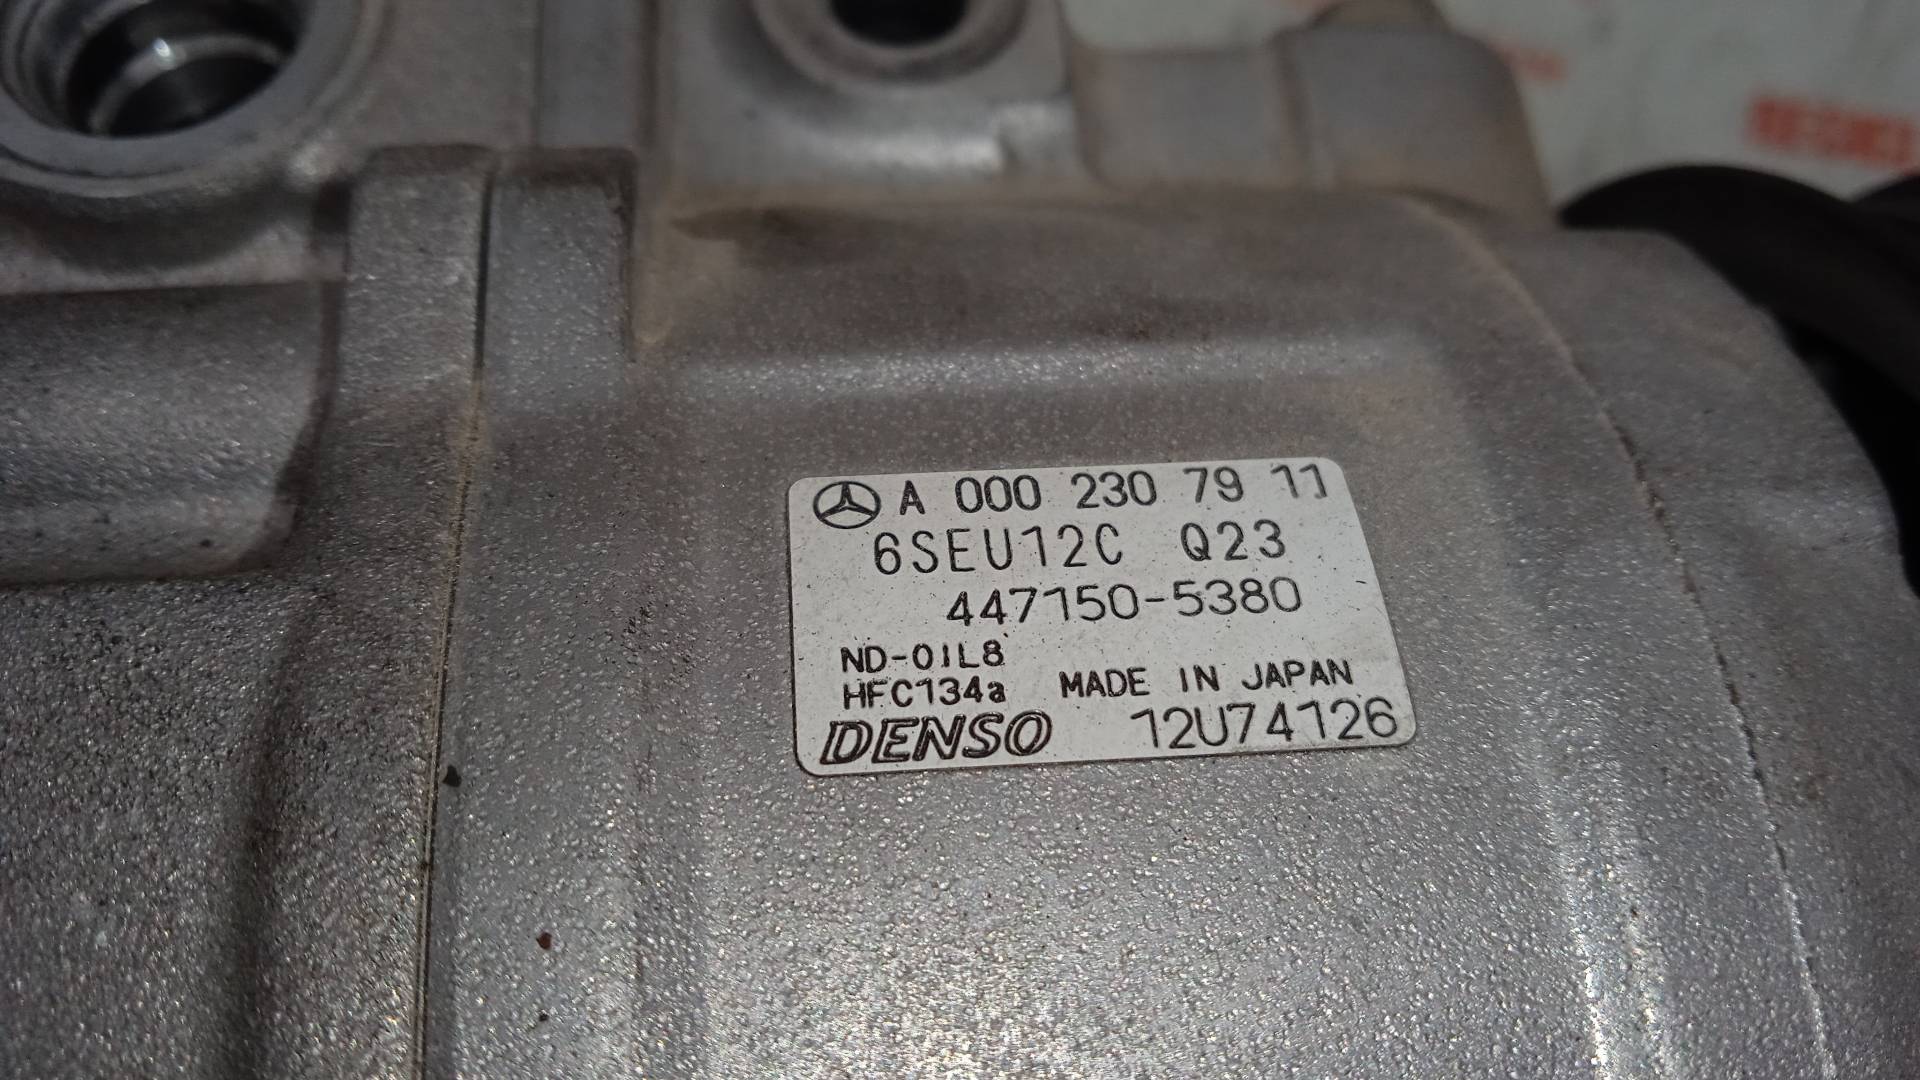 A 000 230 79 11
6SEU12C Q23
447150-5380
ND-OIL8
HFC134a MADE IN JAPAN
DENSO 12U74126